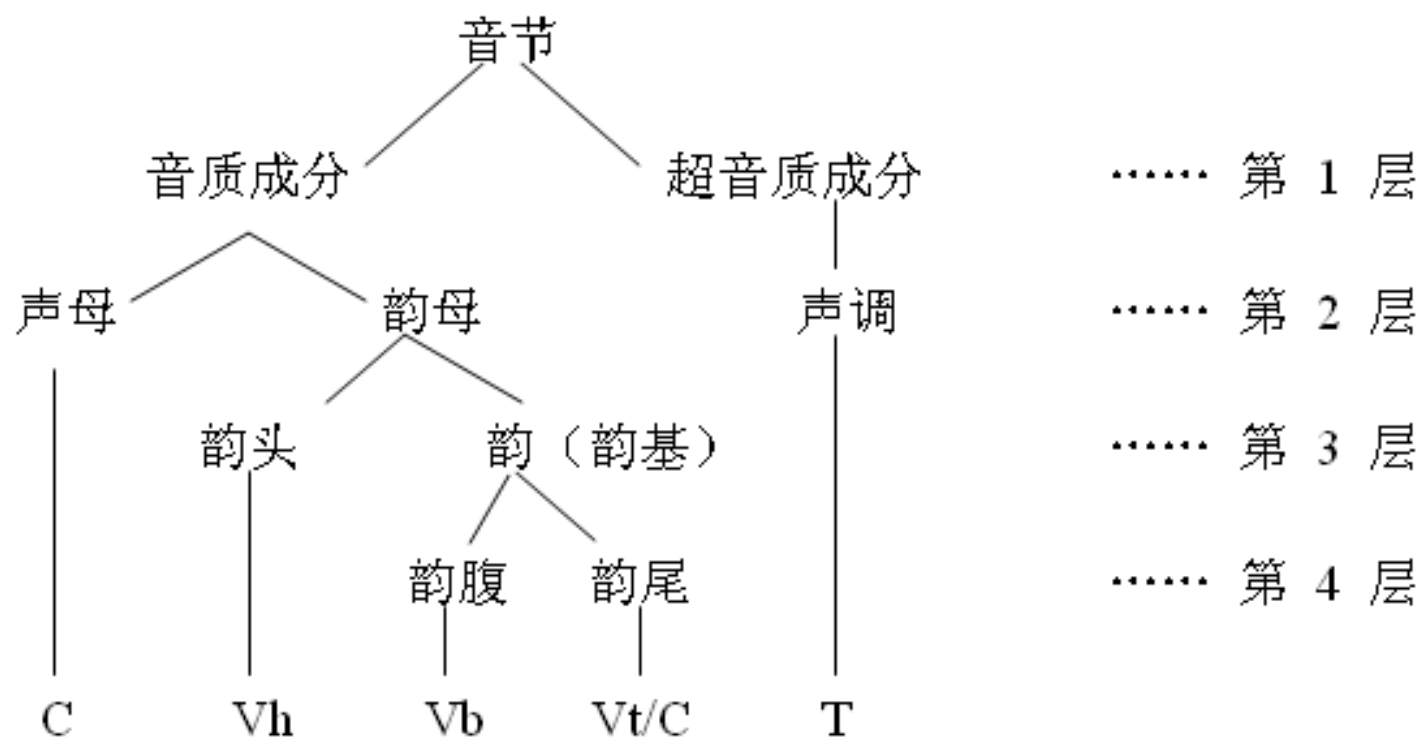 音节
音质成分 超音质成分 …… 第 1 层
声母 韵母 声调 …… 第 2 层
韵头 韵（韵基） …… 第 3 层
韵腹 韵尾 …… 第 4 层
C Vh Vb Vt/C T